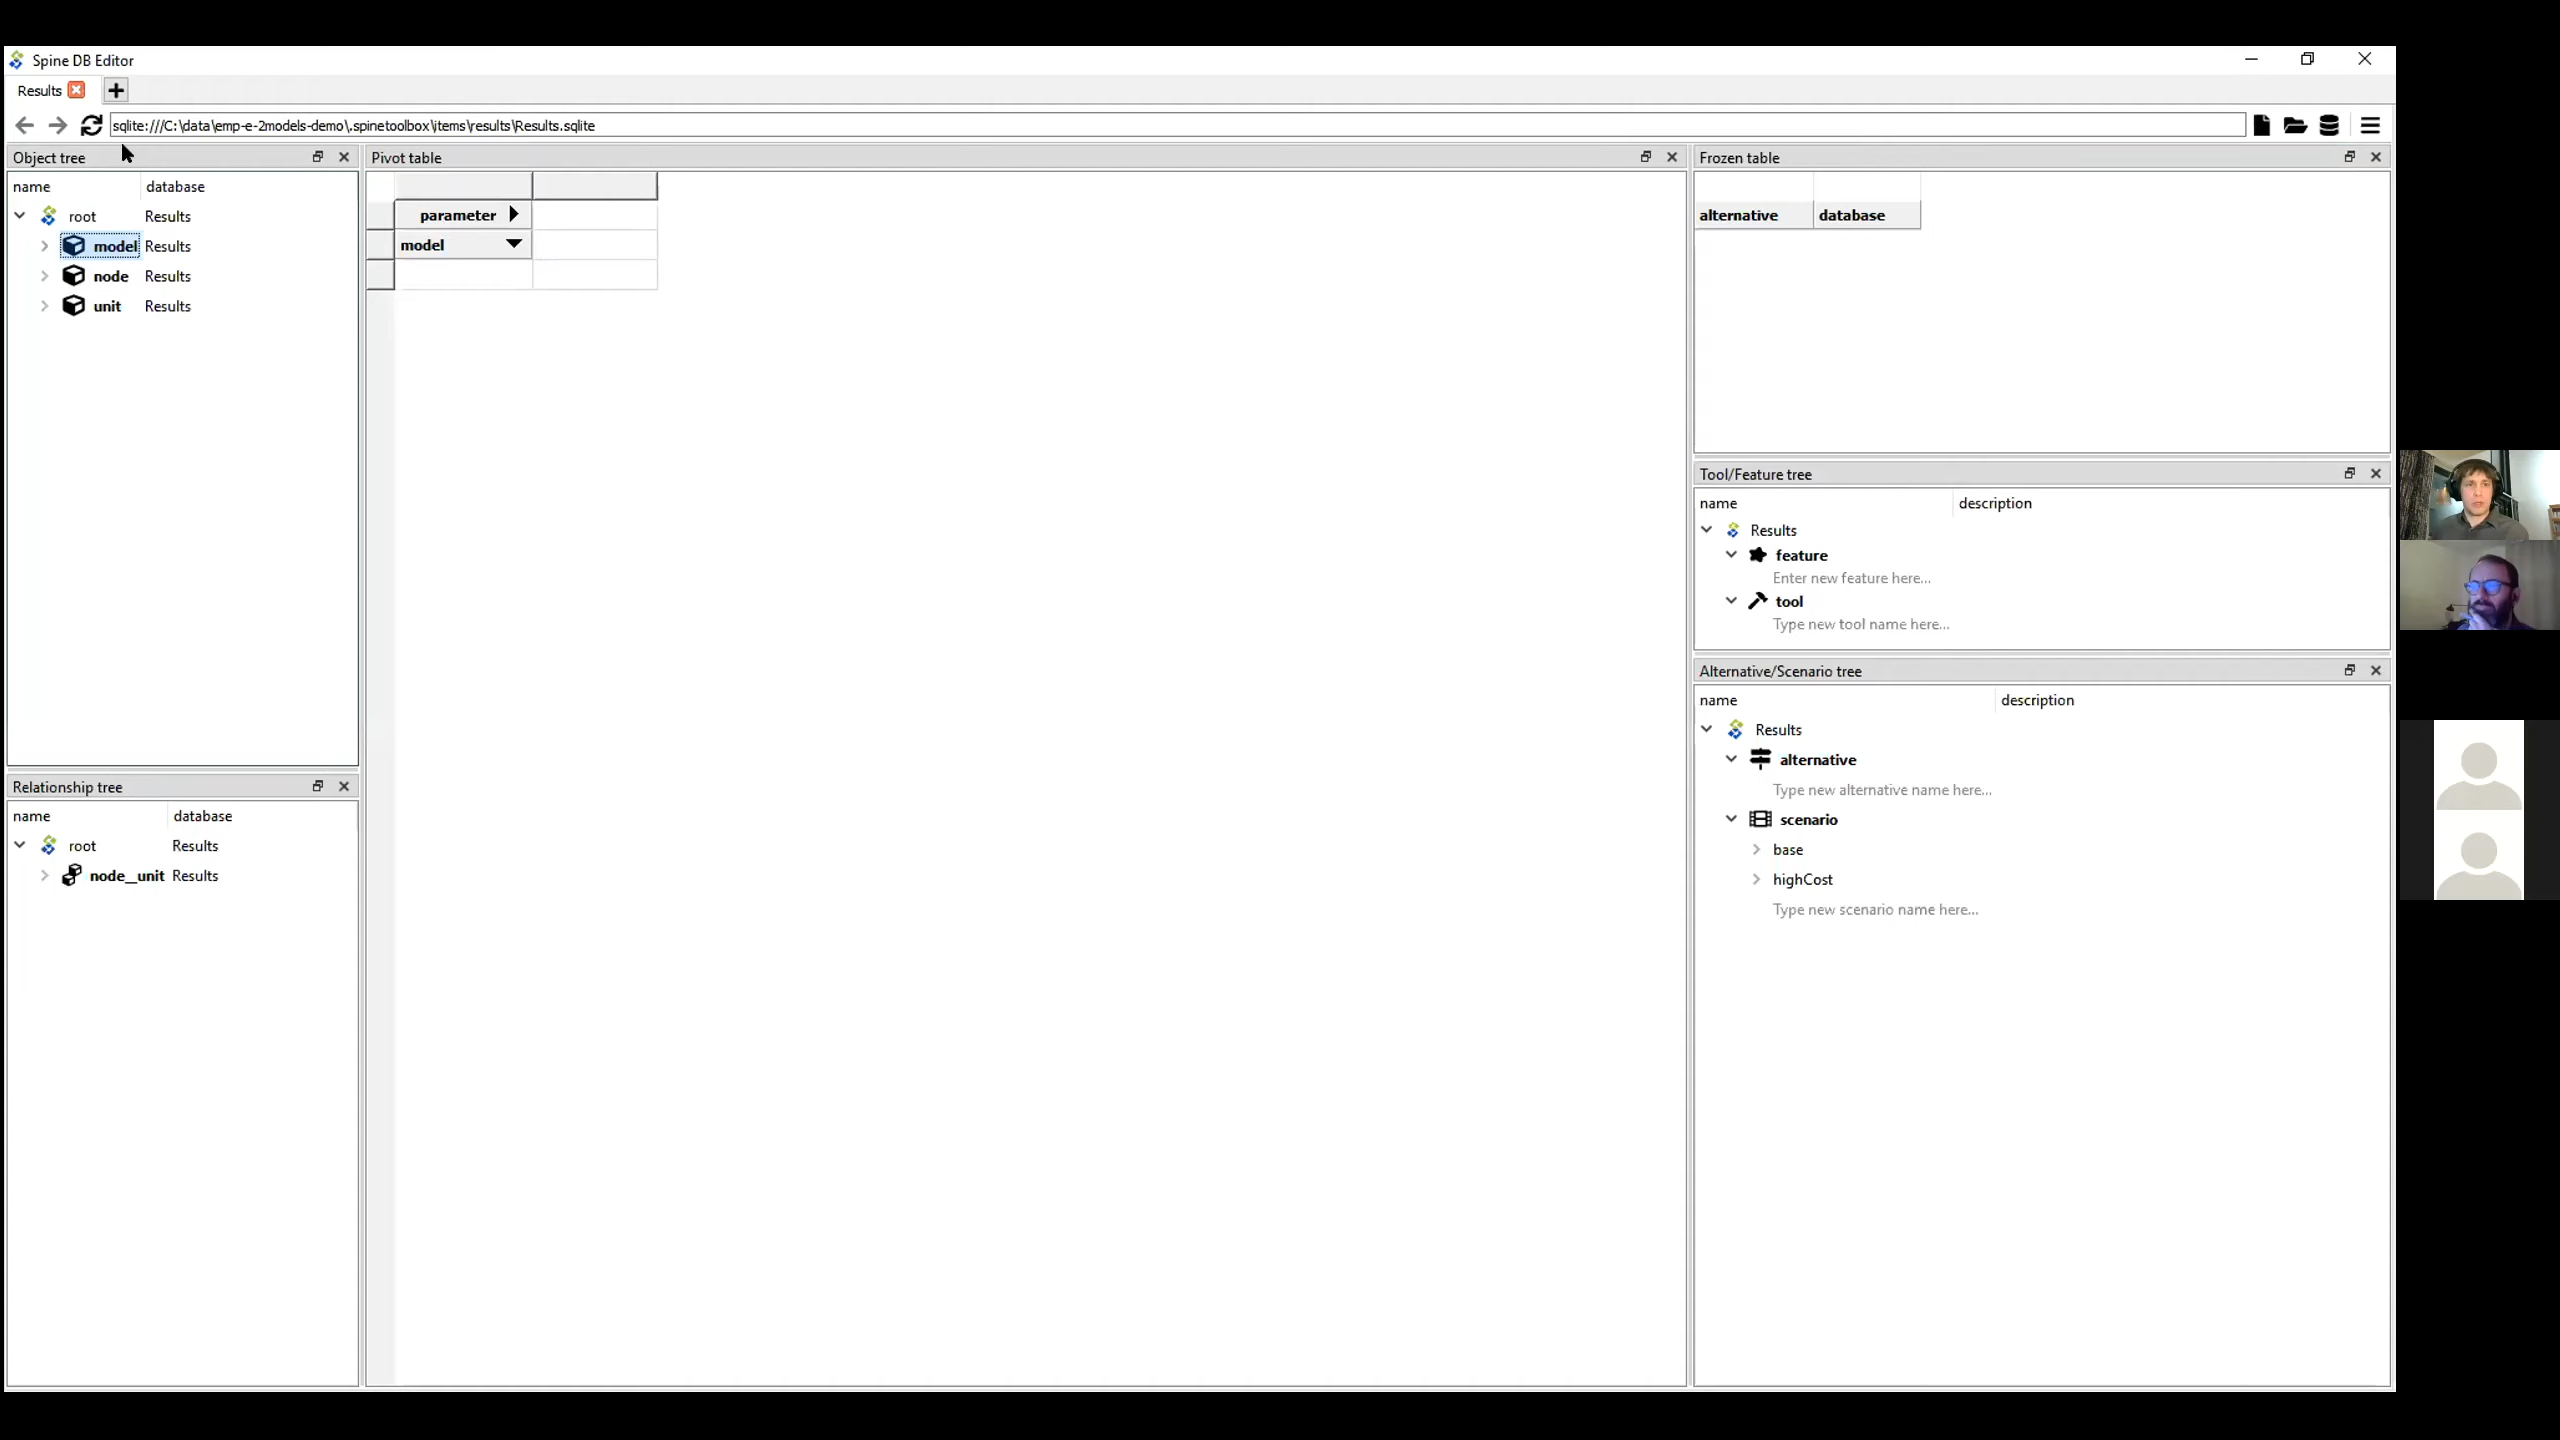 Spine DB Editor
Results
sqlite:///C:\data\emp-e-2models-demo\.spinetoolbox\items\results\Results.sqlite
Object tree
name database
root Results
model Results
node Results
unit Results
Relationship tree
name database
root Results
node__unit Results
Pivot table
parameter
model
Frozen table
alternative database
Tool/Feature tree
name description
Results
feature
Enter new feature here...
tool
Type new tool name here...
Alternative/Scenario tree
name description
Results
alternative
Type new alternative name here...
scenario
base
highCost
Type new scenario name here...